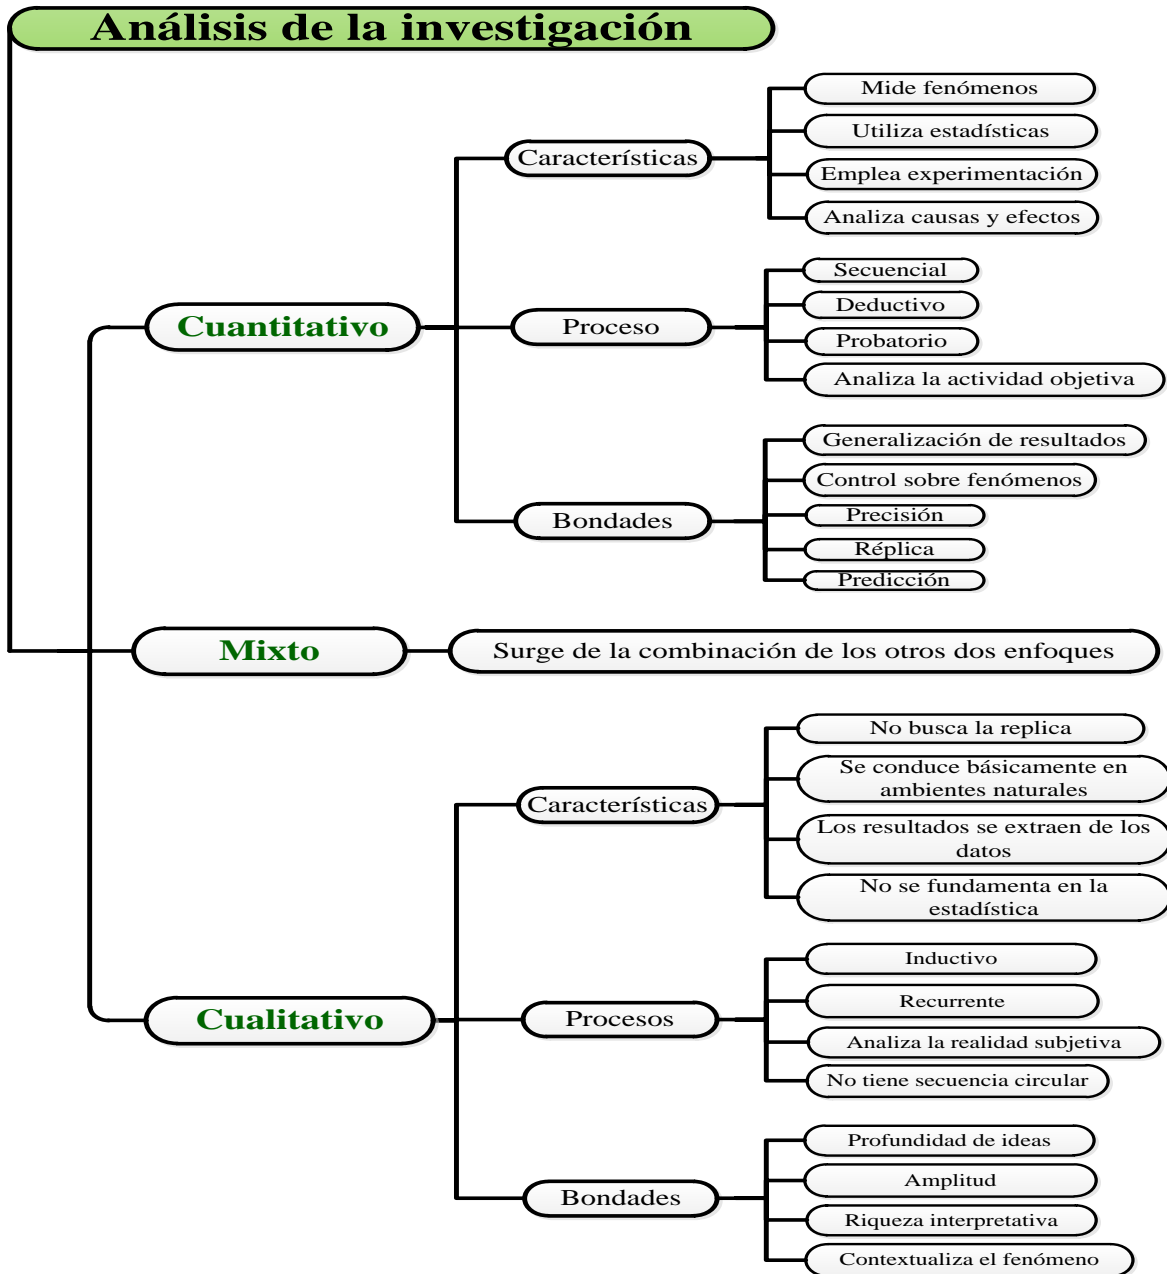 Análisis de la investigación
Cuantitativo
Característícas
Mide fenómenos
Utiliza estadísticas
Emplea experimentación
Analiza causas y efectos
Proceso
Secuencial
Deductivo
Probatorio
Analiza la actividad objetiva
Bondades
Generalización de resultados
Control sobre fenómenos
Precisión
Réplica
Predicción
Mixto
Surge de la combinación de los otros dos enfoques
Cualitativo
Característícas
No busca la replica
Se conduce básicamente en
ambientes naturales
Los resultados se extraen de los
datos
No se fundamenta en la
estadística
Procesos
Inductivo
Recurrente
Analiza la realidad subjetiva
No tiene secuencia circular
Bondades
Profundidad de ideas
Amplitud
Riqueza interpretativa
Contextualiza el fenómeno